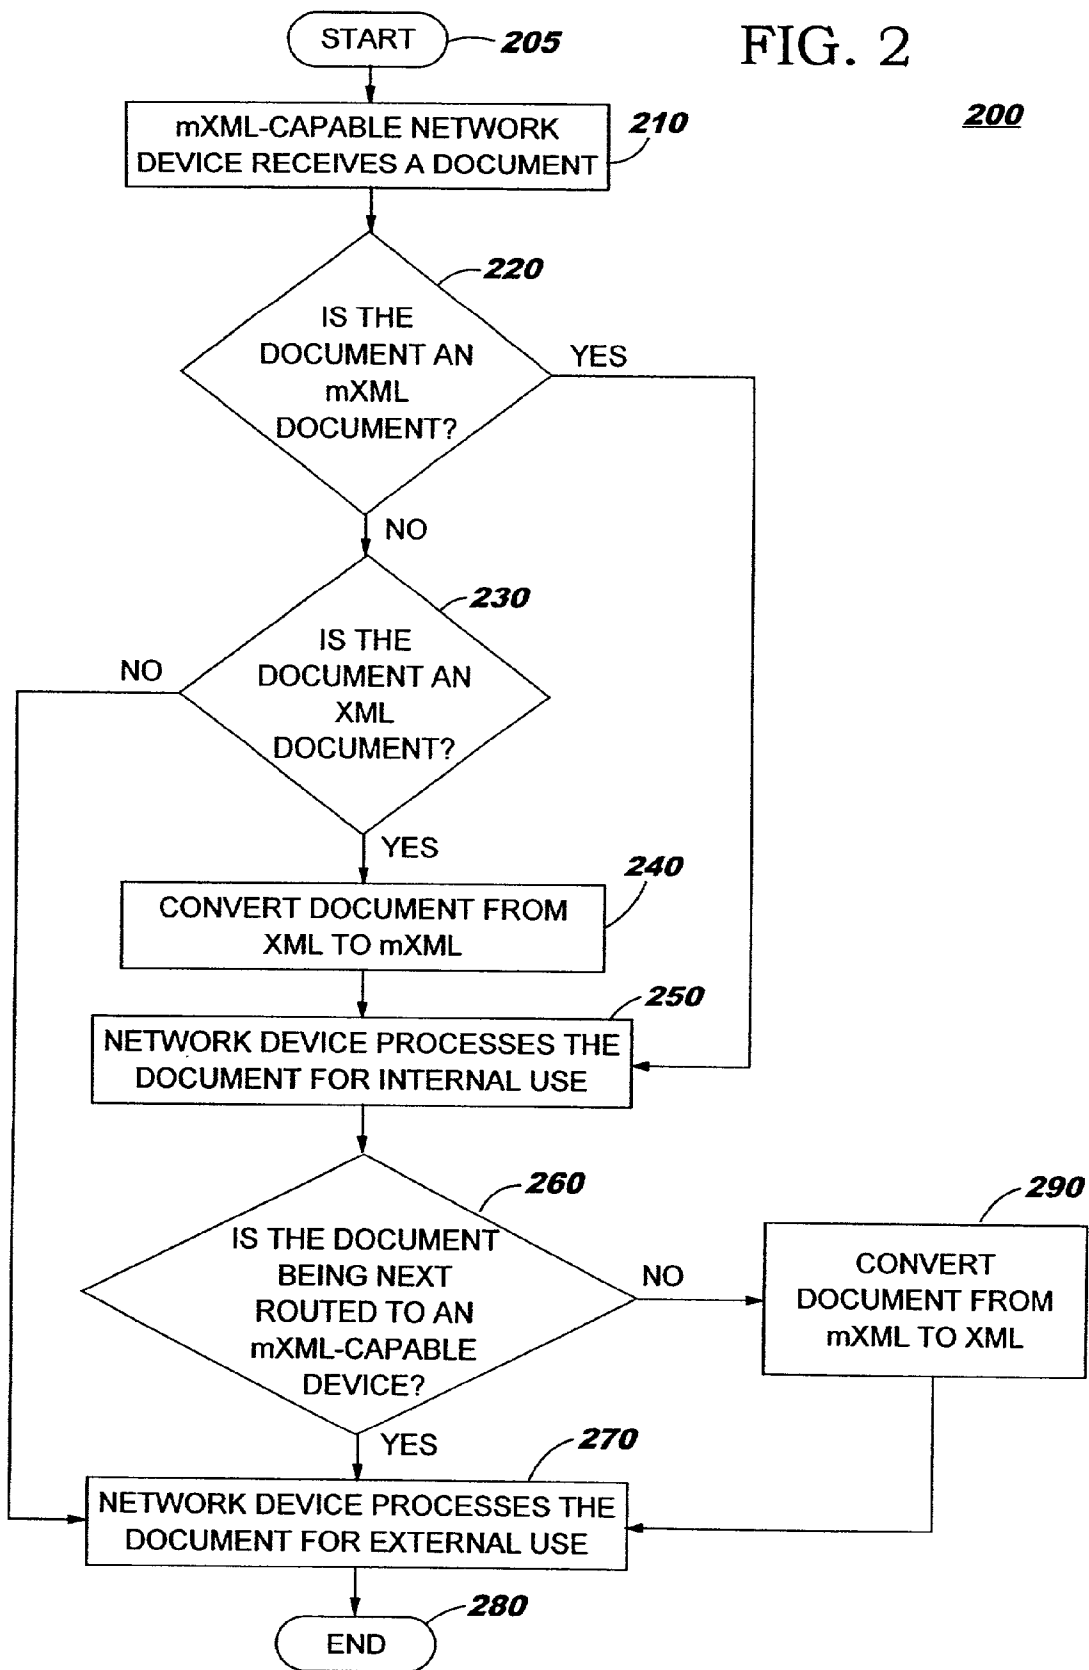 START
205
FIG. 2
200
mXML-CAPABLE NETWORK
DEVICE RECEIVES A DOCUMENT
210
220
IS THE
DOCUMENT AN
mXML
DOCUMENT?
YES
NO
230
IS THE
DOCUMENT AN
XML
DOCUMENT?
NO
YES
240
CONVERT DOCUMENT FROM
XML TO mXML
250
NETWORK DEVICE PROCESSES THE
DOCUMENT FOR INTERNAL USE
260
IS THE DOCUMENT
BEING NEXT
ROUTED TO AN
mXML-CAPABLE
DEVICE?
NO
290
CONVERT
DOCUMENT FROM
mXML TO XML
YES
270
NETWORK DEVICE PROCESSES THE
DOCUMENT FOR EXTERNAL USE
280
END